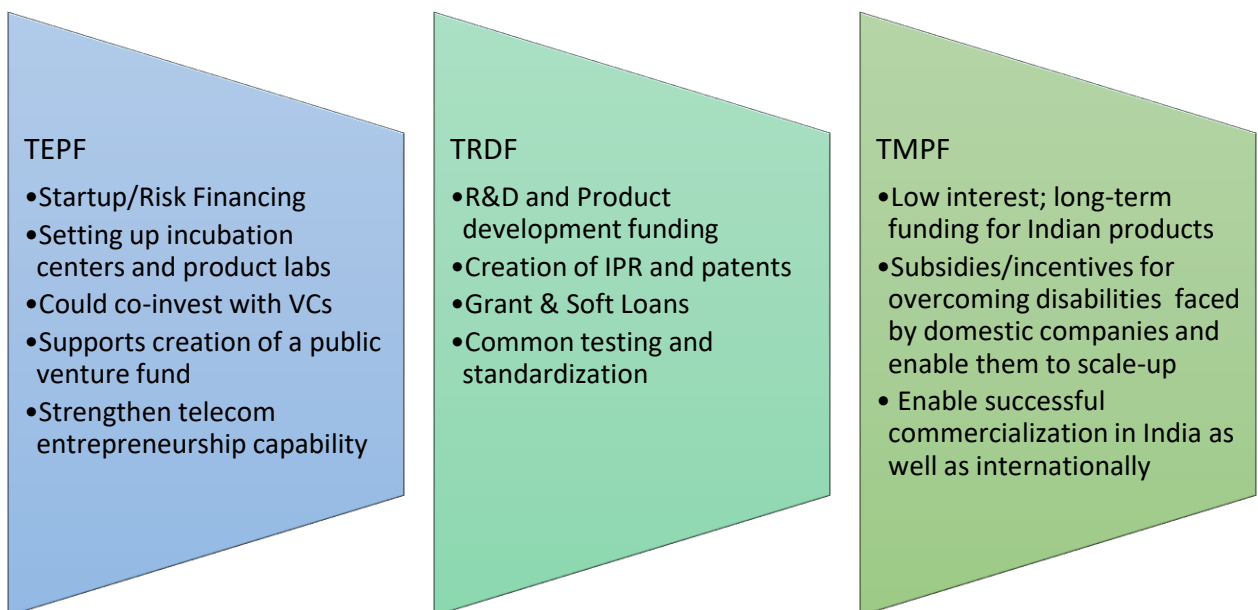 TEPF
•Startup/Risk Financing
•Setting up incubation
centers and product labs
•Could co-invest with VCs
•Supports creation of a public
venture fund
•Strengthen telecom
entrepreneurship capability
TRDF
•R&D and Product
development funding
•Creation of IPR and patents
•Grant & Soft Loans
•Common testing and
standardization
TMPF
•Low interest; long-term
funding for Indian products
•Subsidies/incentives for
overcoming disabilities faced
by domestic companies and
enable them to scale-up
• Enable successful
commercialization in India as
well as internationally